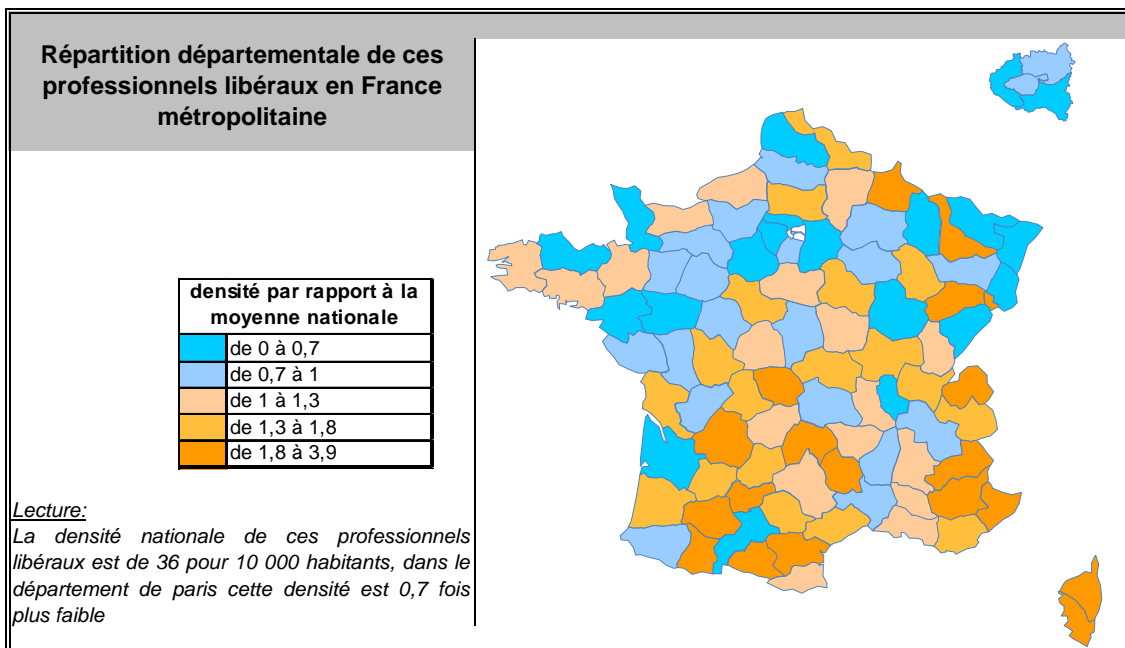 Répartition départementale de ces
professionnels libéraux en France
métropolitaine
densité par rapport à la
moyenne nationale
de 0 à 0,7
de 0,7 à 1
de 1 à 1,3
de 1,3 à 1,8
de 1,8 à 3,9
Lecture:
La densité nationale de ces professionnels
libéraux est de 36 pour 10 000 habitants, dans le
département de paris cette densité est 0,7 fois
plus faible